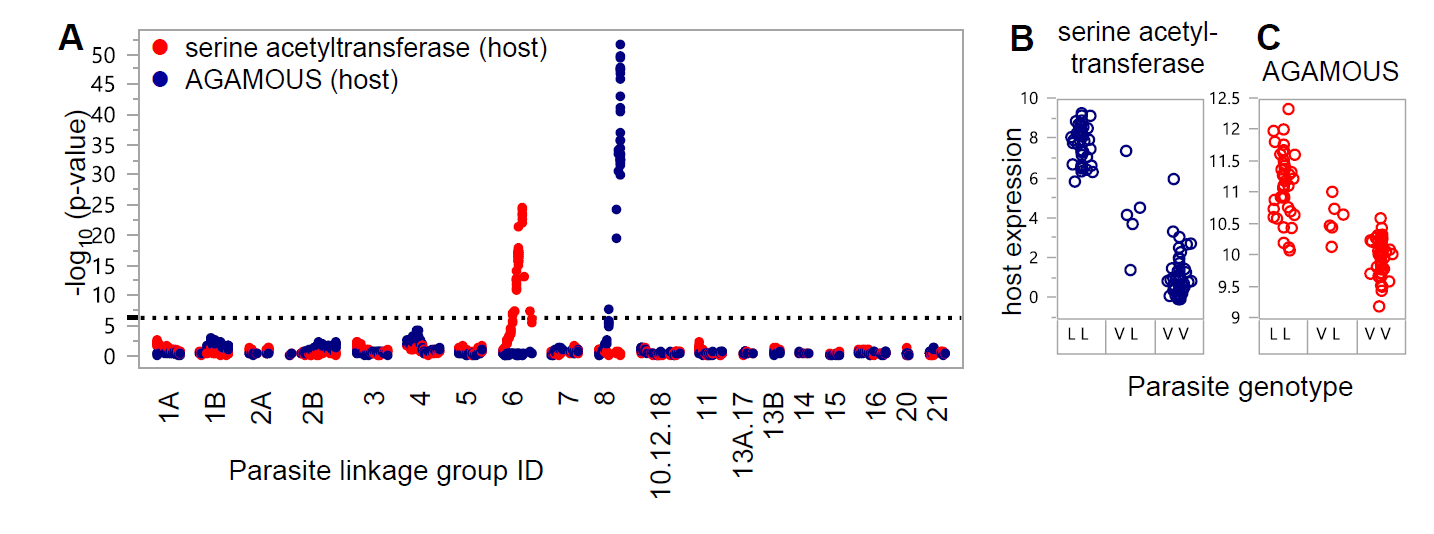 A
serine acetyltransferase (host)
AGAMOUS (host)
50
45
40
35
30
25
20
15
10
5
0
-log10 (p-value)
1A
1B
2A
2B
3
4
5
6
7
8
10.12.18
11
13A.17
13B
14
15
16
20
21
Parasite linkage group ID
B
serine acetyl-
transferase
10
8
6
4
2
0
host expression
L L
V L
V V
C
AGAMOUS
12.5
12
11.5
11
10.5
10
9.5
9
L L
V L
V V
Parasite genotype